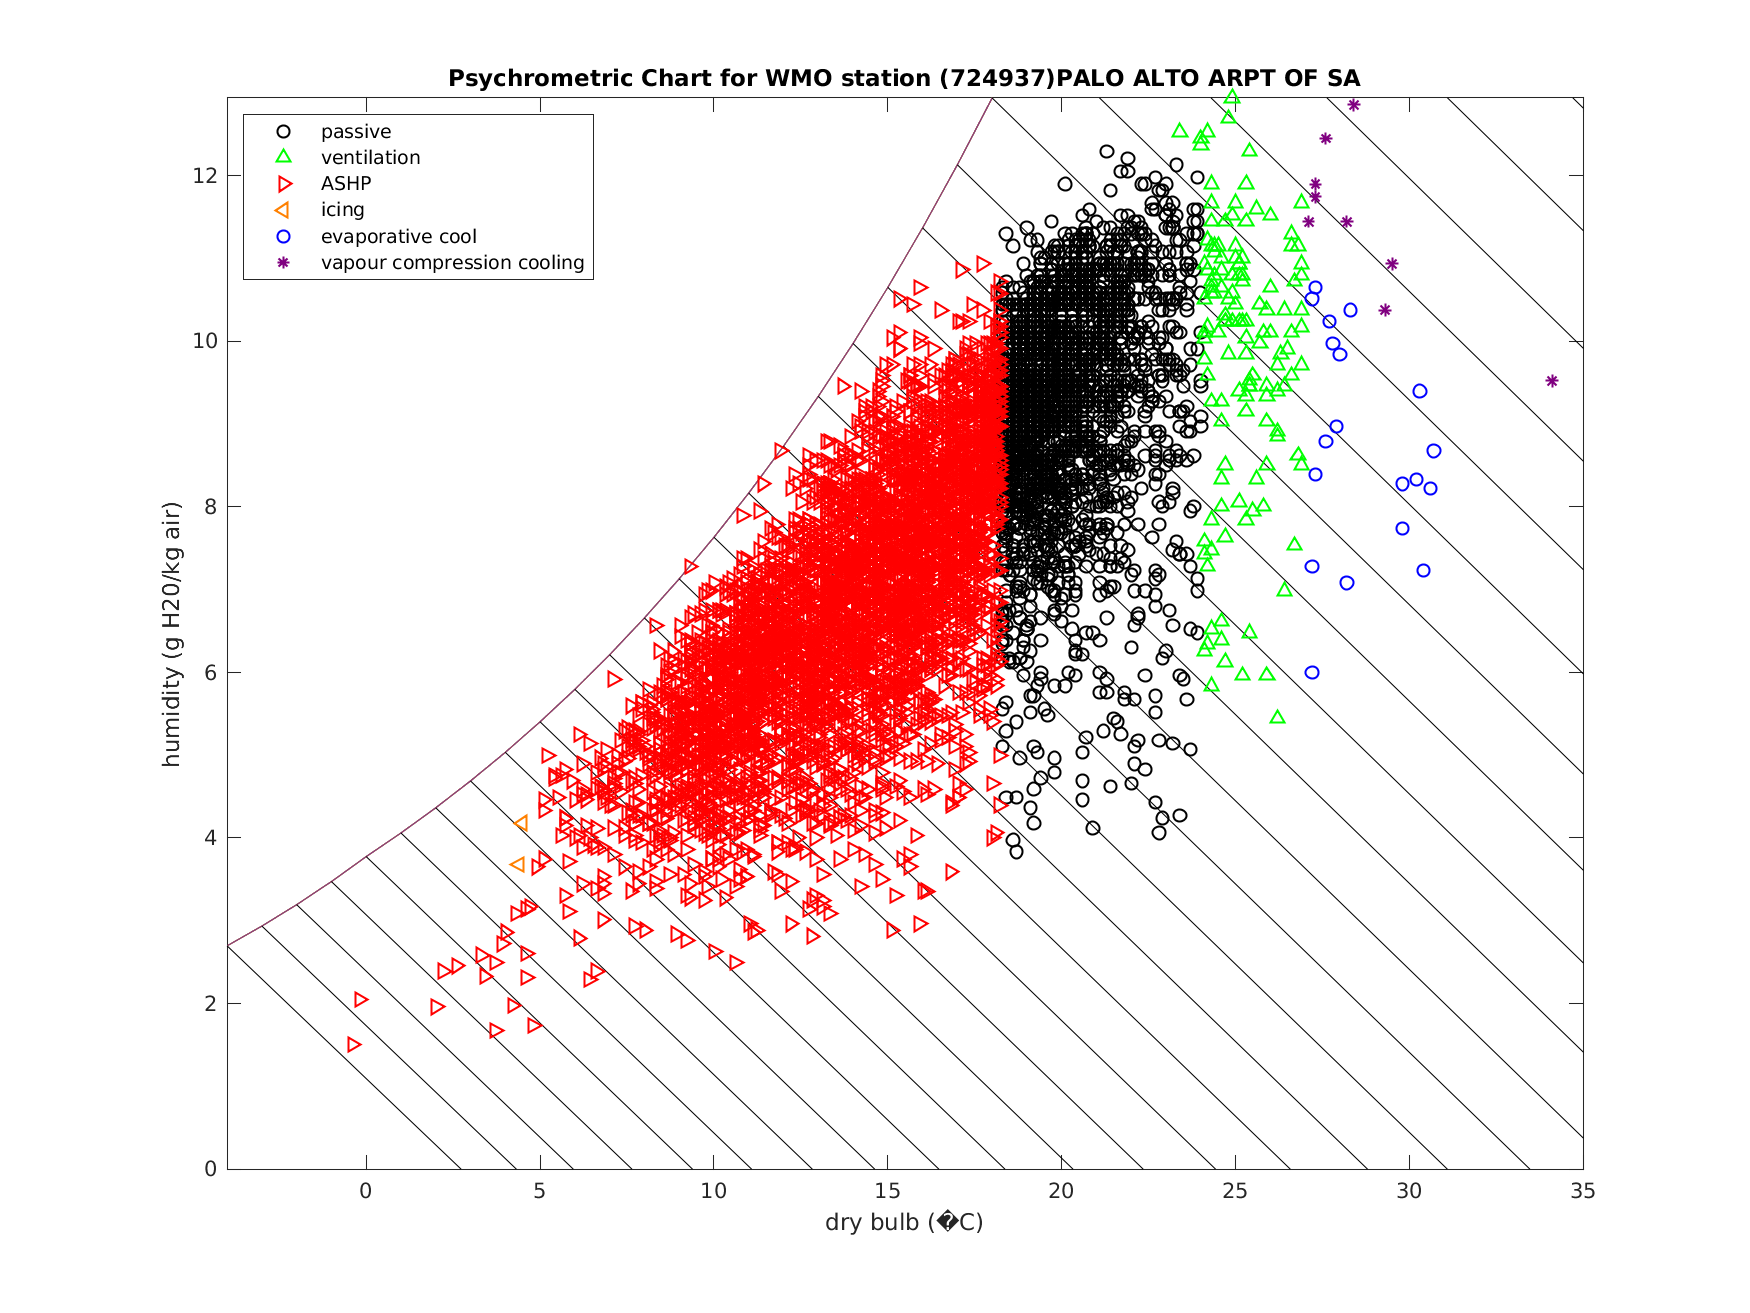 Psychrometric Chart for WMO station (724937)PALO ALTO ARPT OF SA
passive
ventilation
ASHP
icing
evaporative cool
vapour compression cooling
humidity (g H20/kg air)
12
10
8
6
4
2
0
0 5 10 15 20 25 30 35
dry bulb (�C)